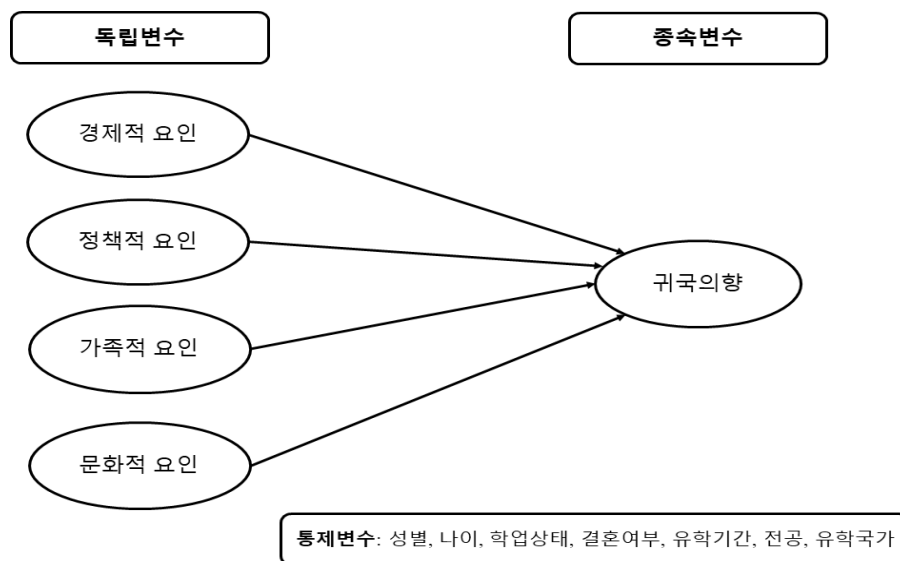 독립변수
종속변수
경제적 요인
정책적 요인
귀국의향
가족적 요인
문화적 요인
통제변수: 성별, 나이, 학업상태, 결혼여부, 유학기간, 전공, 유학국가